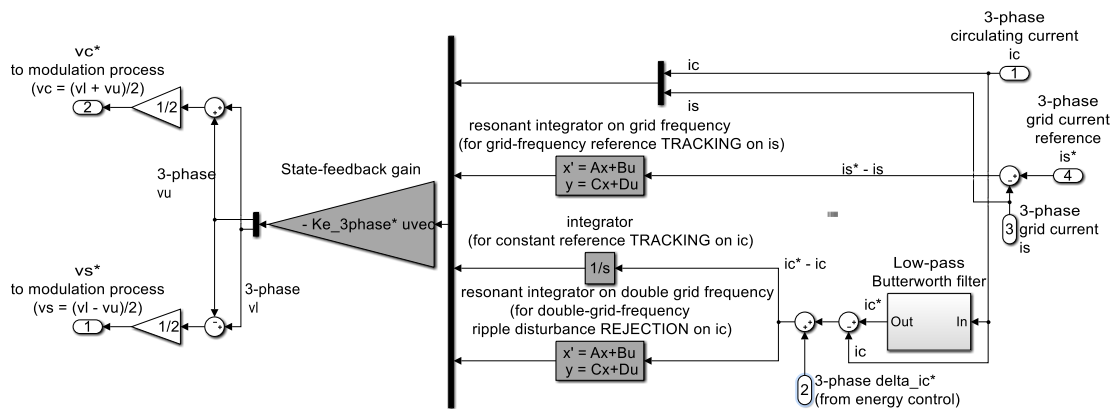 3-phase
circulating current
ic
1
vc*
to modulation process
(vc = (vl + vu)/2)
2
1/2
+
+
ic
is
3-phase
grid current
reference
is*
4
resonant integrator on grid frequency
(for grid-frequency reference TRACKING on is)
x' = Ax+Bu
y = Cx+Du
is* - is
+
-
3
3-phase
grid current
is
State-feedback gain
- Ke_3phase* uvec
3-phase
vu
integrator
(for constant reference TRACKING on ic)
1/s
ic* - ic
Low-pass
Butterworth filter
Out
In
ic*
ic
+
-
+
+
3-phase
vl
vs*
to modulation process
(vs = (vl - vu)/2)
1
1/2
-
+
resonant integrator on double grid frequency
(for double-grid-frequency
ripple disturbance REJECTION on ic)
x' = Ax+Bu
y = Cx+Du
2
3-phase delta_ic*
(from energy control)